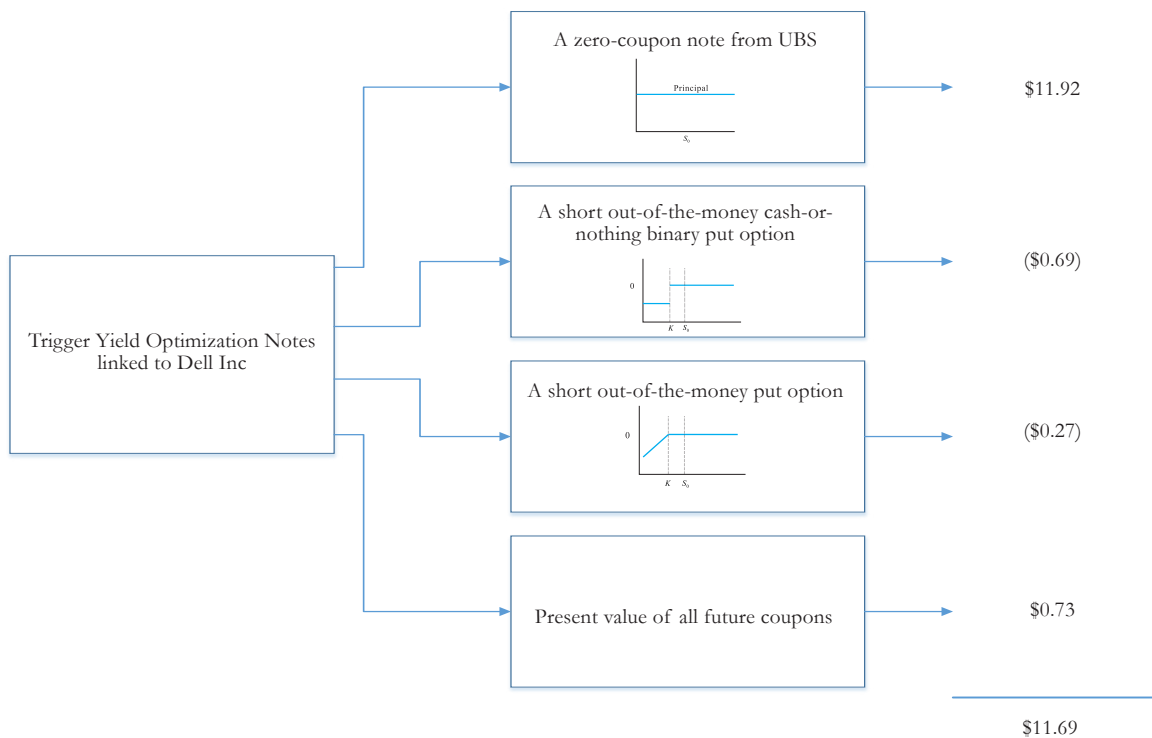 A zero-coupon note from UBS
Principal
S0
$11.92
A short out-of-the-money cash-or-
nothing binary put option
0
K S0
($0.69)
Trigger Yield Optimization Notes
linked to Dell Inc
A short out-of-the-money put option
0
K S0
($0.27)
Present value of all future coupons
$0.73
$11.69